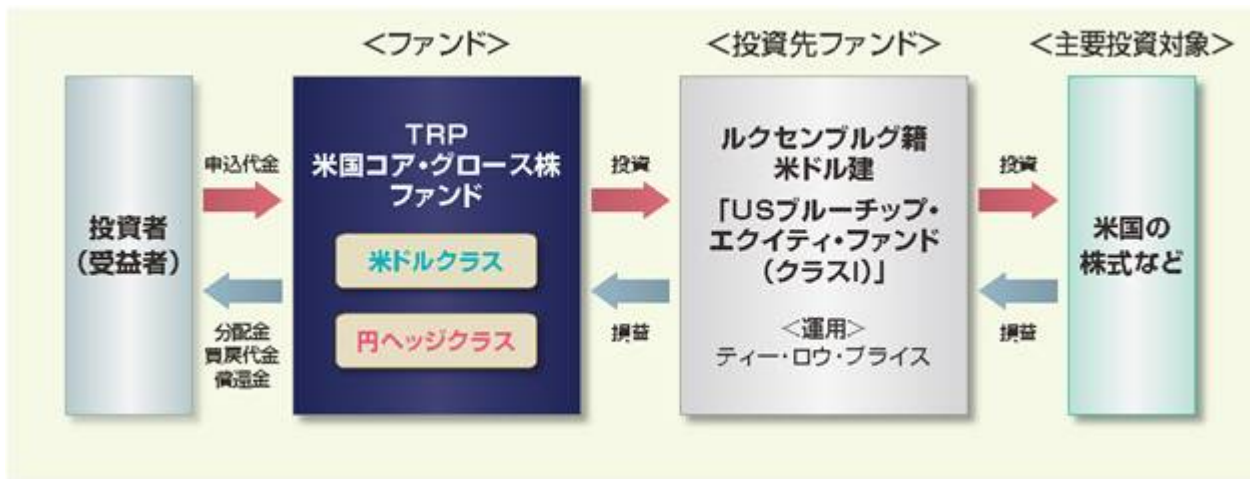 <ファンド>
<投資先ファンド>
<主要投資対象>
投資者
(受益者)
申込代金
分配金
買戻代金
償還金
TRP
米国コア・グロース株
ファンド
米ドルクラス
円ヘッジクラス
投資
損益
ルクセンブルグ籍
米ドル建
「USブルーチップ・
エクイティ・ファンド
(クラスI)」
<運用>
ティー・ロウ・プライス
投資
損益
米国の
株式など